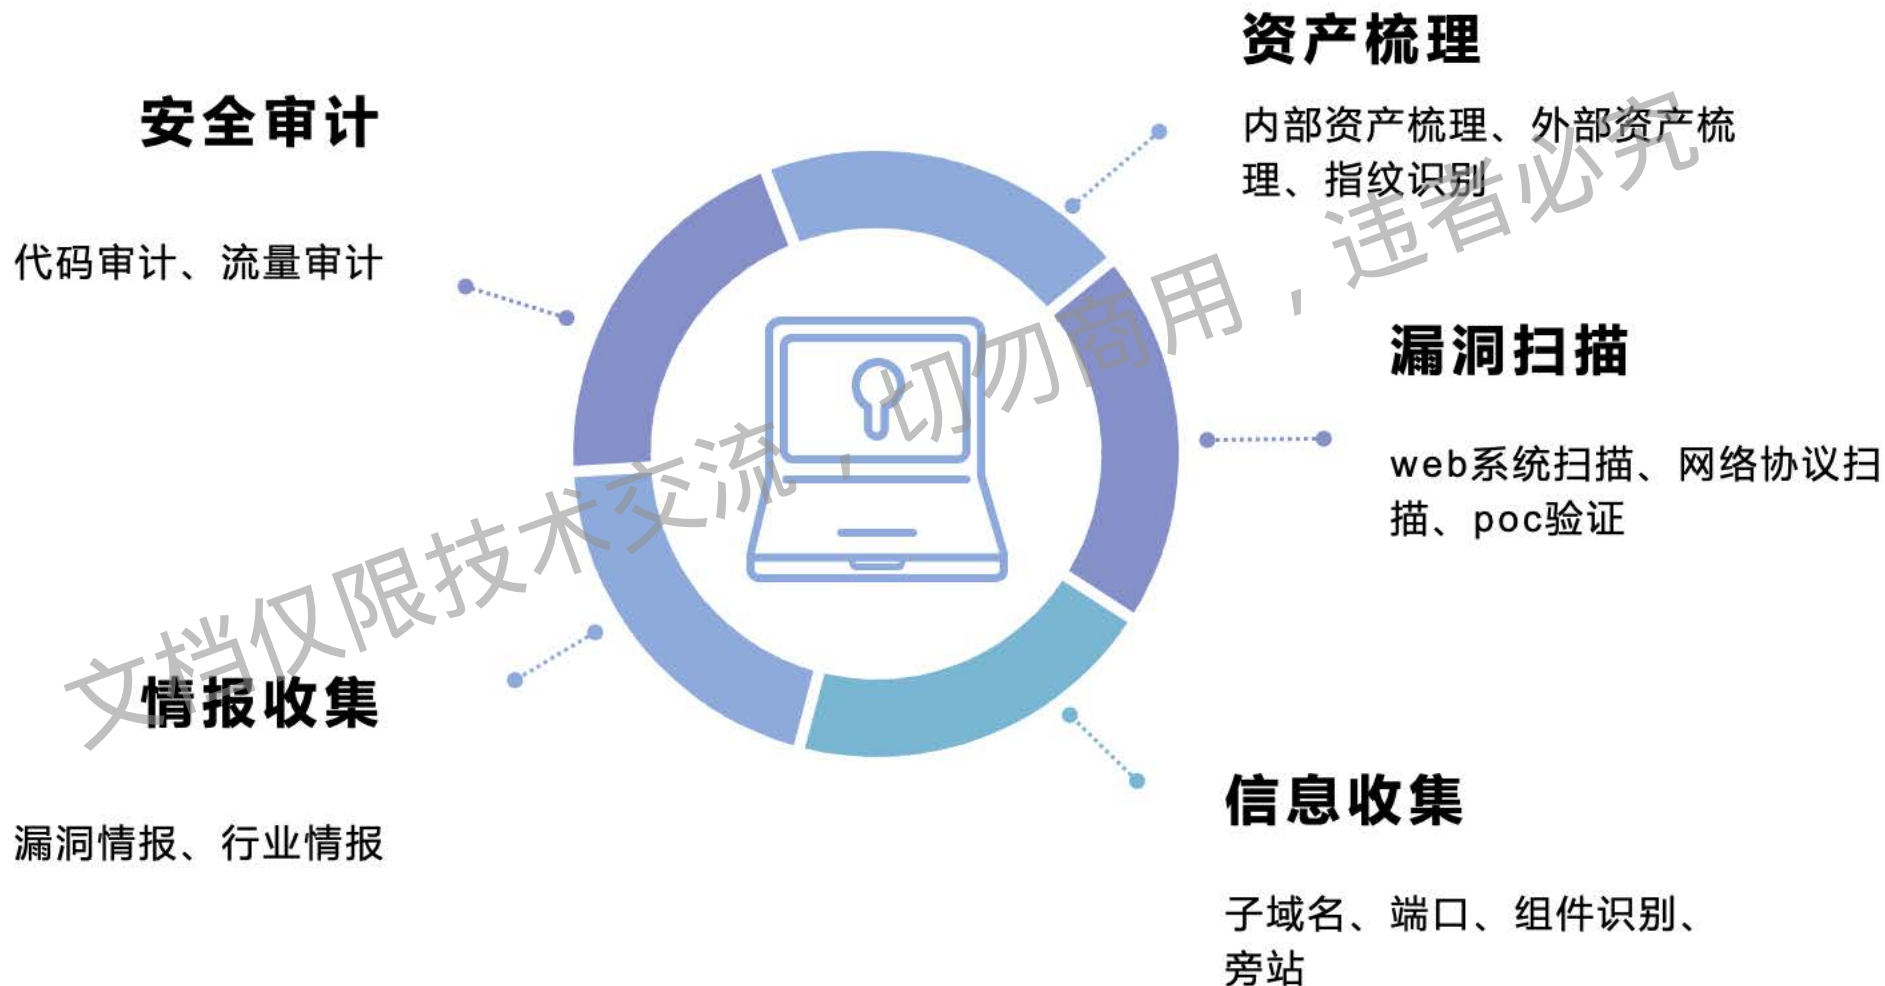 资产梳理
内部资产梳理、外部资产梳
理、指纹识别
安全审计
代码审计、流量审计
漏洞扫描
web系统扫描、网络协议扫
描、poc验证
情报收集
漏洞情报、行业情报
信息收集
子域名、端口、组件识别、
旁站
文档仅限技术交流，切勿商用，违者必究